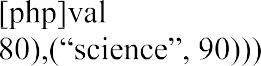 [php]val
80),(“science”, 90)))